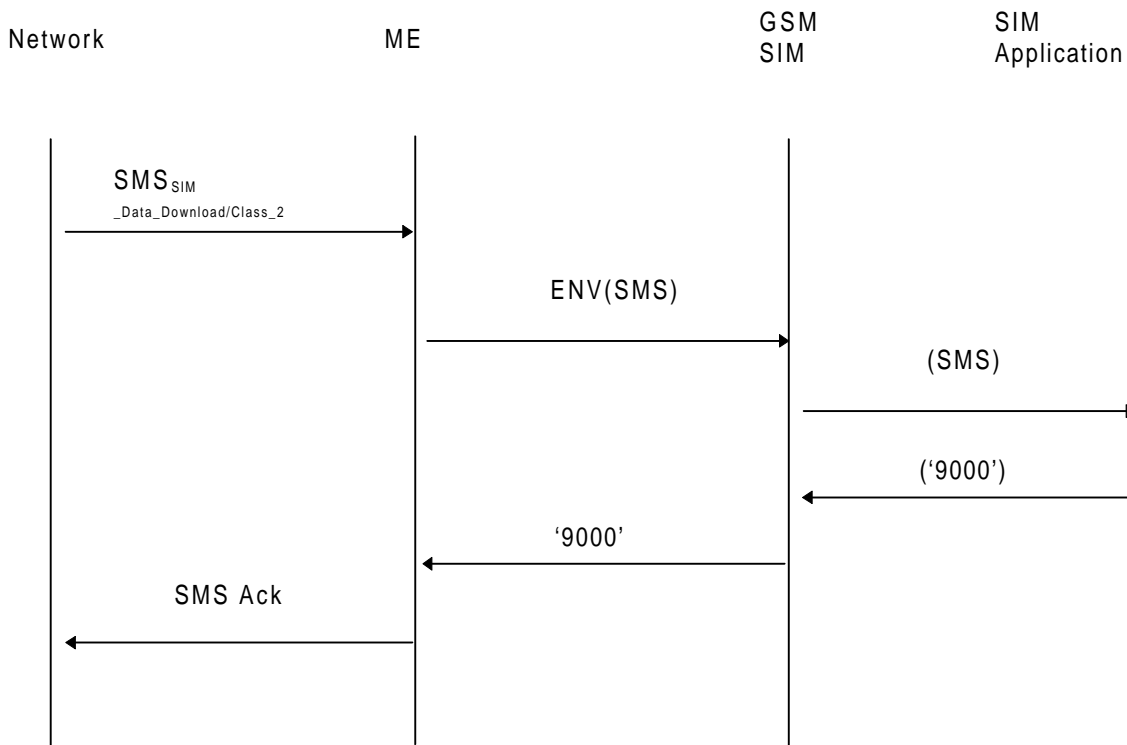 Network
ME
GSM
SIM
SIM
Application
SMS SIM
_Data_Download/Class_2
ENV(SMS)
(SMS)
(‘9000’)
‘9000’
SMS Ack